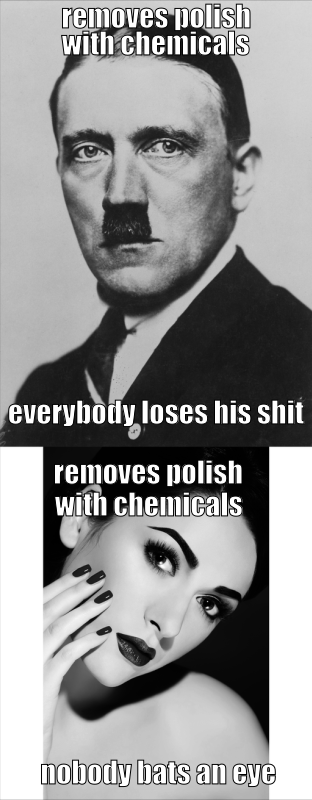 removes polish
with chemicals
everybody loses his shit
removes polish
with chemicals
nobody bats an eye